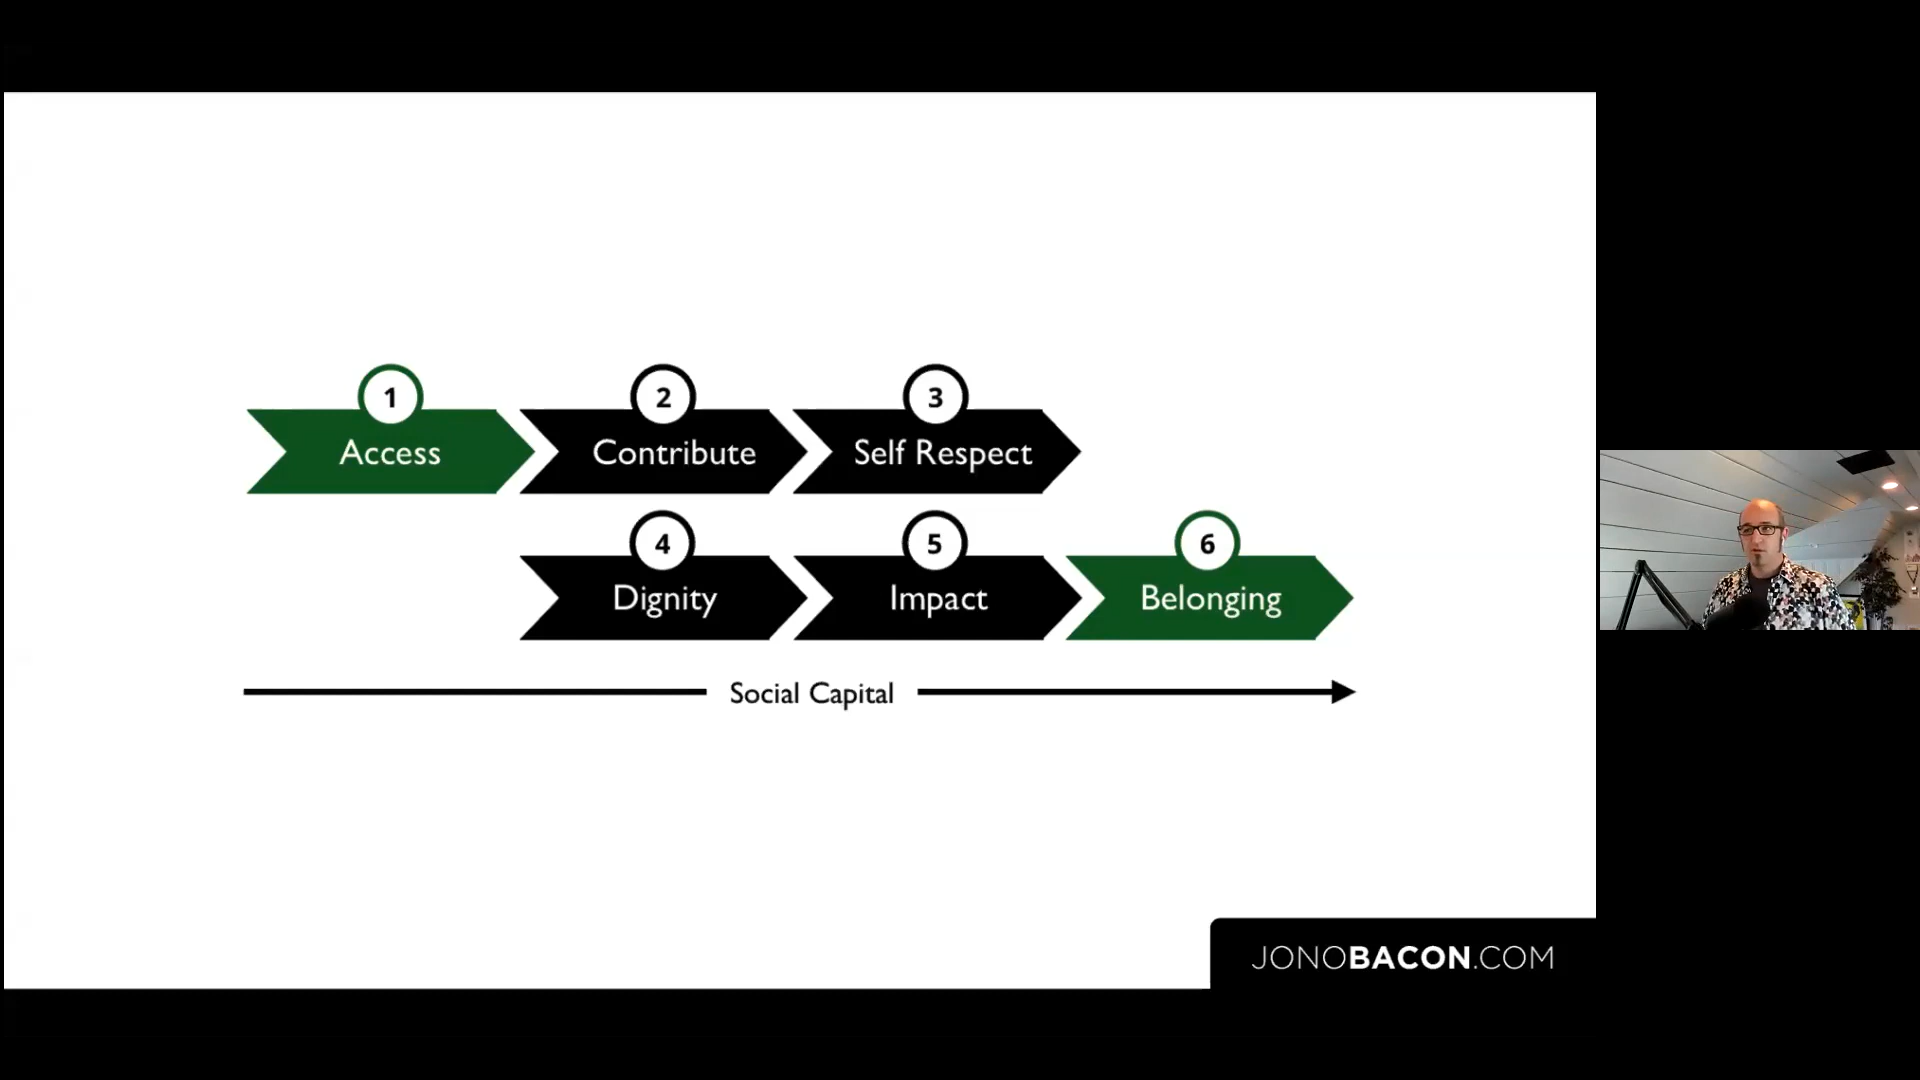 1
Access
2
Contribute
3
Self Respect
4
Dignity
5
Impact
6
Belonging
Social Capital
JONOBACON.COM